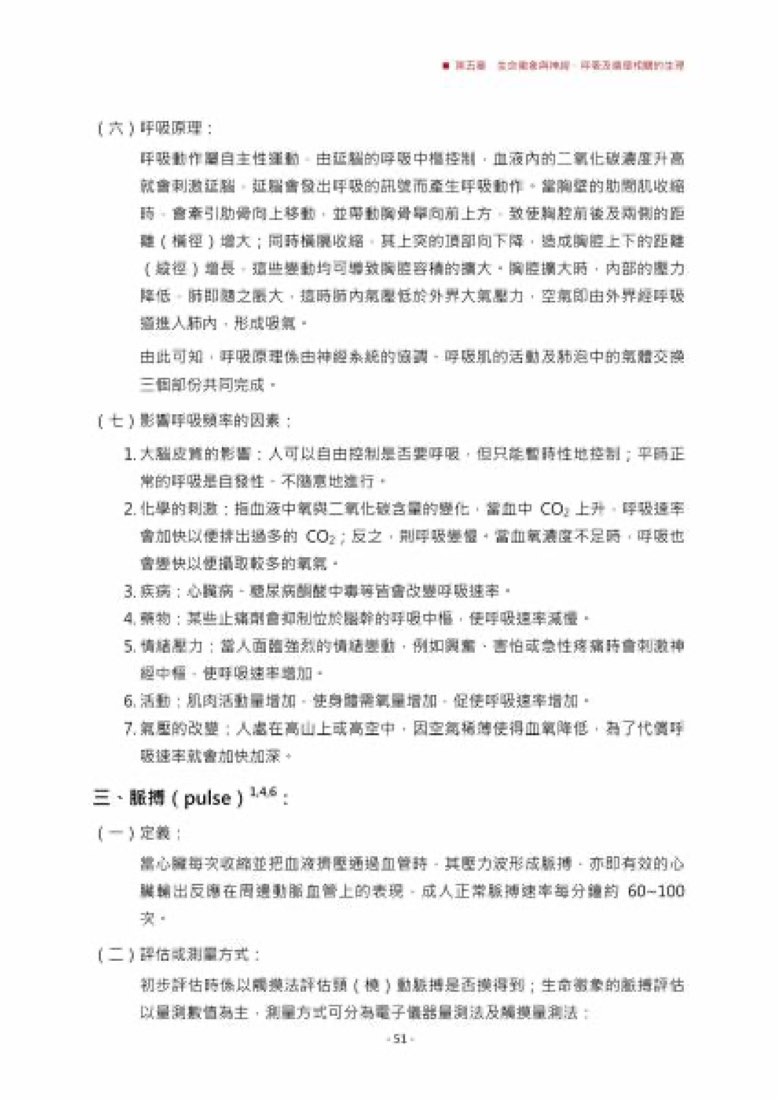 ■ 第五章 生命徵象與神經、呼吸及循環相關的生理
（六）呼吸原理：
呼吸動作屬自主性運動，由延腦的呼吸中樞控制，血液內的二氧化碳濃度升高
就會刺激延腦，延腦會發出呼吸的訊號而產生呼吸動作。當胸壁的肋間肌收縮
時，會牽引肋骨向上移動，並帶動胸骨舉向前上方，致使胸腔前後及兩側的距
離（橫徑）增大；同時橫膈收縮，其上突的頂部向下降，造成胸腔上下的距離
（縱徑）增長，這些變動均可導致胸腔容積的擴大。胸腔擴大時，內部的壓力
降低，肺即隨之脹大，這時肺內氣壓低於外界大氣壓力，空氣即由外界經呼吸
道進入肺內，形成吸氣。
由此可知，呼吸原理係由神經系統的協調、呼吸肌的活動及肺泡中的氣體交換
三個部份共同完成。
（七）影響呼吸頻率的因素：
1. 大腦皮質的影響：人可以自由控制是否要呼吸，但只能暫時性地控制；平時正
常的呼吸是自發性、不隨意地進行。
2. 化學的刺激：指血液中氧與二氧化碳含量的變化，當血中 CO₂ 上升，呼吸速率
會加快以便排出過多的 CO₂；反之，則呼吸變慢。當血氧濃度不足時，呼吸也
會變快以便攝取較多的氧氣。
3. 疾病：心臟病、糖尿病酮酸中毒等皆會改變呼吸速率。
4. 藥物：某些止痛劑會抑制位於腦幹的呼吸中樞，使呼吸速率減慢。
5. 情緒壓力：當人面臨強烈的情緒變動，例如興奮、害怕或急性疼痛時會刺激神
經中樞，使呼吸速率增加。
6. 活動：肌肉活動量增加，使身體需氧量增加，促使呼吸速率增加。
7. 氣壓的改變：人處在高山上或高空中，因空氣稀薄使得血氧降低，為了代償呼
吸速率就會加快加深。
三、脈搏（pulse）1,4,6：
（一）定義：
當心臟每次收縮並把血液擠壓通過血管時，其壓力波形成脈搏，亦即有效的心
臟輸出反應在周邊動脈血管上的表現，成人正常脈搏速率每分鐘約 60~100
次。
（二）評估或測量方式：
初步評估時係以觸摸法評估頸（橈）動脈搏是否摸得到；生命徵象的脈搏評估
以量測數值為主，測量方式可分為電子儀器量測法及觸摸量測法：
- 51 -